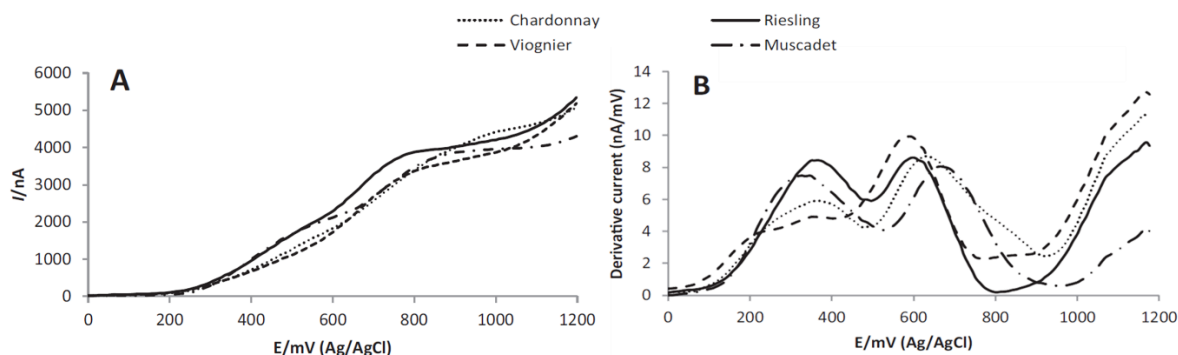 Chardonnay Riesling
Viognier Muscadet
A
I/nA
6000
5000
4000
3000
2000
1000
0
0 200 400 600 800 1000 1200
E/mV (Ag/AgCl)
B
Derivative current (nA/mV)
14
12
10
8
6
4
2
0
0 200 400 600 800 1000 1200
E/mV (Ag/AgCl)